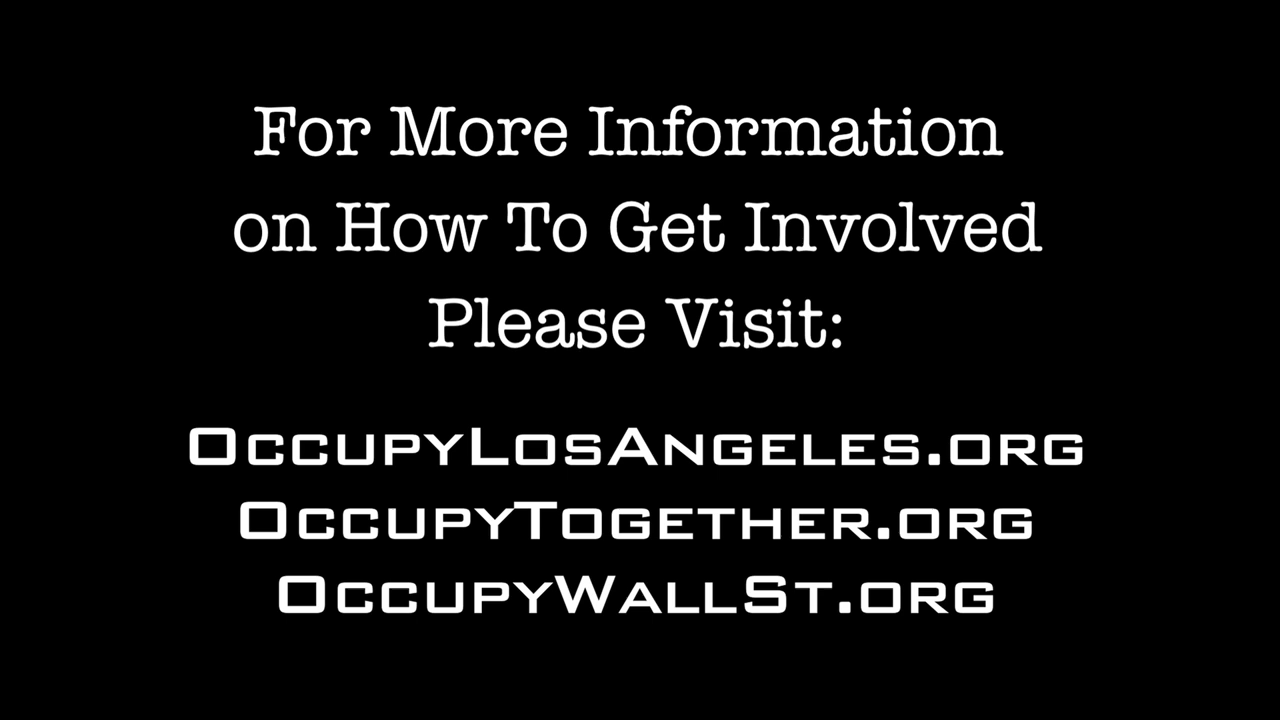 For More Information
on How To Get Involved
Please Visit:
OccupyLosAngeles.org
OccupyTogether.org
OccupyWallSt.org